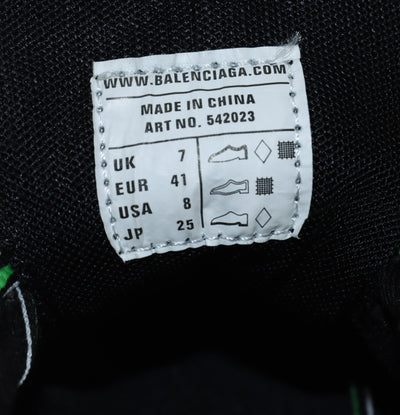 WWW.BALENCIAGA.COM
MADE IN CHINA
ART NO. 542023
UK 7
EUR 41
USA 8
JP 25